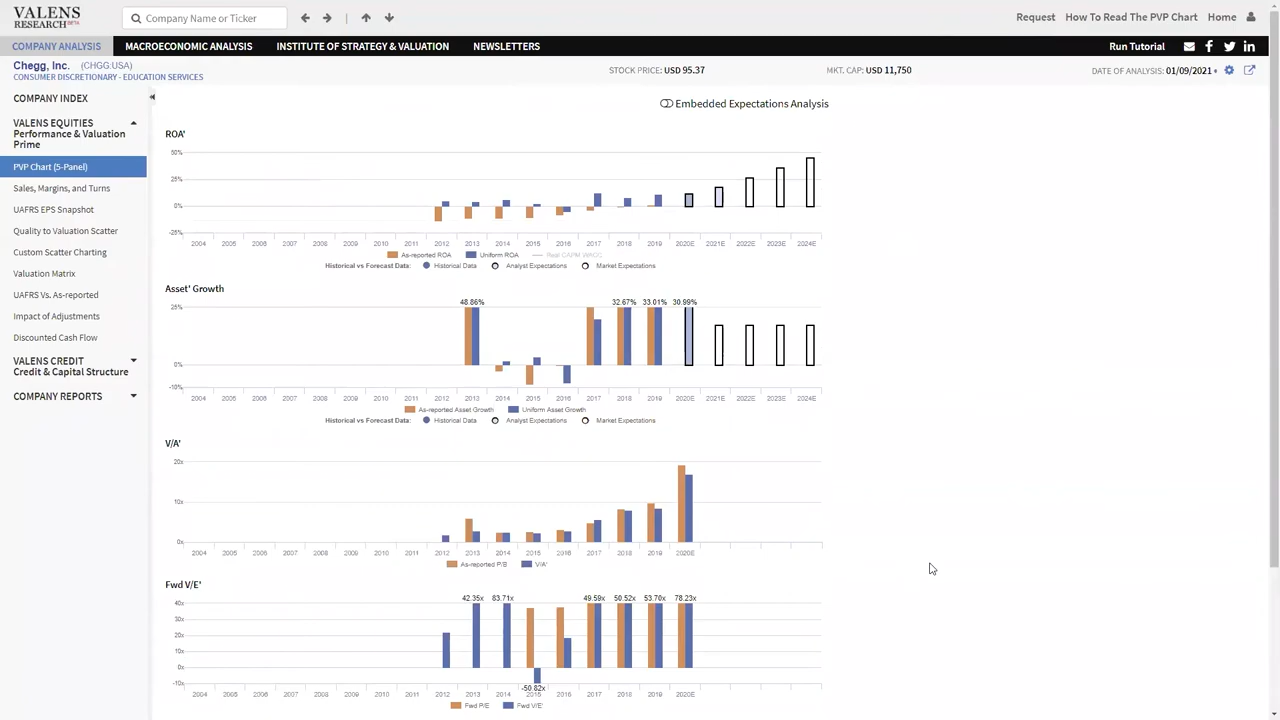 VALENS
RESEARCH BETA
Company Name or Ticker
Request How To Read The PVP Chart Home
COMPANY ANALYSIS MACROECONOMIC ANALYSIS INSTITUTE OF STRATEGY & VALUATION NEWSLETTERS Run Tutorial
Chegg, Inc. (CHGG:USA)
CONSUMER DISCRETIONARY - EDUCATION SERVICES
STOCK PRICE: USD 95.37 MKT. CAP: USD 11,750 DATE OF ANALYSIS: 01/09/2021
COMPANY INDEX
VALENS EQUITIES
Performance & Valuation
Prime
PVP Chart (5-Panel)
Sales, Margins, and Turns
UAFRS EPS Snapshot
Quality to Valuation Scatter
Custom Scatter Charting
Valuation Matrix
UAFRS Vs. As-reported
Impact of Adjustments
Discounted Cash Flow
VALENS CREDIT
Credit & Capital Structure
COMPANY REPORTS
Embedded Expectations Analysis
ROA'
50%
25%
0%
-25%
2004 2005 2006 2007 2008 2009 2010 2011 2012 2013 2014 2015 2016 2017 2018 2019 2020E 2021E 2022E 2023E 2024E
As-reported ROA Uniform ROA Real CAPM WACC
Historical vs Forecast Data: Historical Data Analyst Expectations Market Expectations
Asset' Growth
48.86% 32.67% 33.01% 30.99%
25%
0%
-10%
2004 2005 2006 2007 2008 2009 2010 2011 2012 2013 2014 2015 2016 2017 2018 2019 2020E 2021E 2022E 2023E 2024E
As-reported Asset Growth Uniform Asset Growth
Historical vs Forecast Data: Historical Data Analyst Expectations Market Expectations
V/A'
20x
10x
0x
2004 2005 2006 2007 2008 2009 2010 2011 2012 2013 2014 2015 2016 2017 2018 2019 2020E
As-reported P/E V/A'
Fwd V/E'
42.35x 83.71x 49.59x 50.52x 53.70x 78.23x
40x
30x
20x
10x
0x
-10x
-50.82x
2004 2005 2006 2007 2008 2009 2010 2011 2012 2013 2014 2015 2016 2017 2018 2019 2020E
Fwd P/E Fwd V/E'